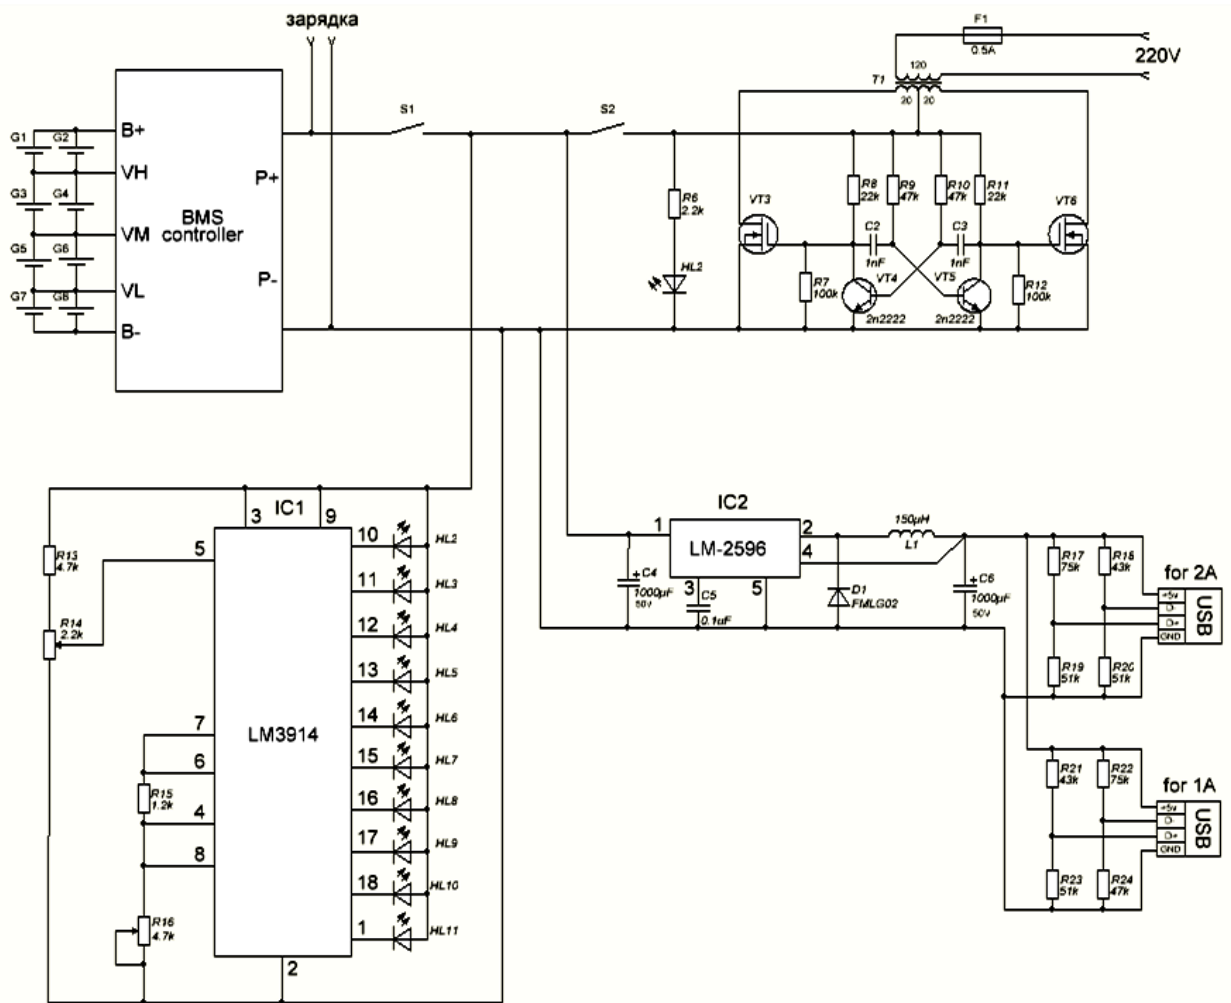 зарядка
F1
0.5A
220V
T1
120
20 20
S1
S2
G1
G2
G3
G4
G5
G6
G7
G8
B+
VH
VM
VL
B-
BMS
controller
P+
P-
R6
2.2k
HL2
VT3
R8
22k
R9
47k
R10
47k
R11
22k
VT6
C2
1nF
C3
1nF
R7
100k
VT4
2n2222
VT5
2n2222
R12
100k
IC1
3
9
5
7
6
4
8
2
LM3914
10
11
12
13
14
15
16
17
18
1
HL2
HL3
HL4
HL5
HL6
HL7
HL8
HL9
HL10
HL11
R13
4.7k
R14
2.2k
R15
1.2k
R16
4.7k
IC2
LM-2596
1
2
4
3
5
C4
1000µF
50V
C5
0.1uF
150µH
L1
D1
FMLG02
C6
1000µF
50V
R17
75k
R18
43k
R19
51k
R20
51k
for 2A
+5v
D-
D+
GND
USB
R21
43k
R22
75k
R23
51k
R24
47k
for 1A
+5v
D-
D+
GND
USB